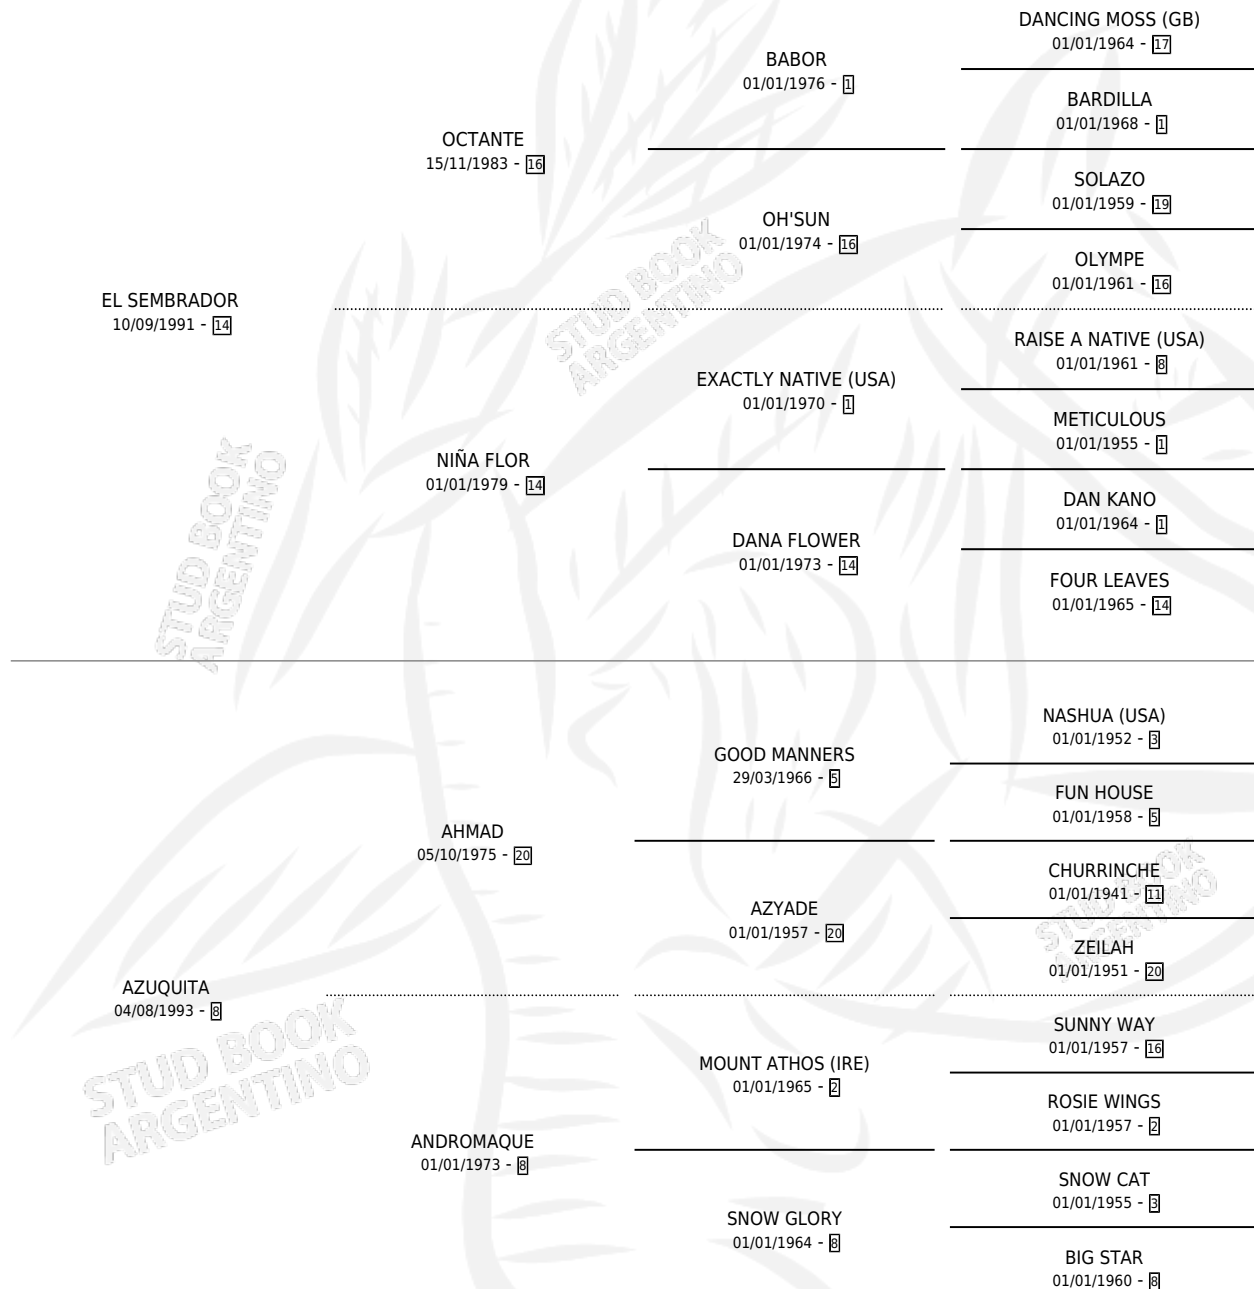 DANCING MOSS (GB)
01/01/1964 - 17
BABOR
01/01/1976 - 1
BARDILLA
01/01/1968 - 1
OCTANTE
15/11/1983 - 16
SOLAZO
01/01/1959 - 19
OH'SUN
01/01/1974 - 16
OLYMPE
01/01/1961 - 16
EL SEMBRADOR
10/09/1991 - 14
RAISE A NATIVE (USA)
01/01/1961 - 8
EXACTLY NATIVE (USA)
01/01/1970 - 1
METICULOUS
01/01/1955 - 1
NIÑA FLOR
01/01/1979 - 14
DAN KANO
01/01/1964 - 1
DANA FLOWER
01/01/1973 - 14
FOUR LEAVES
01/01/1965 - 14
NASHUA (USA)
01/01/1952 - 3
GOOD MANNERS
29/03/1966 - 5
FUN HOUSE
01/01/1958 - 5
AHMAD
05/10/1975 - 20
CHURRINCHE
01/01/1941 - 11
AZYADE
01/01/1957 - 20
ZEILAH
01/01/1951 - 20
AZUQUITA
04/08/1993 - 8
SUNNY WAY
01/01/1957 - 16
MOUNT ATHOS (IRE)
01/01/1965 - 2
ROSIE WINGS
01/01/1957 - 2
ANDROMAQUE
01/01/1973 - 8
SNOW CAT
01/01/1955 - 3
SNOW GLORY
01/01/1964 - 8
BIG STAR
01/01/1960 - 8
STUD BOOK
ARGENTINO
STUD BOOK
ARGENTINO
STUD BOOK
ARGENTINO
STUD BOOK
ARGENTINO